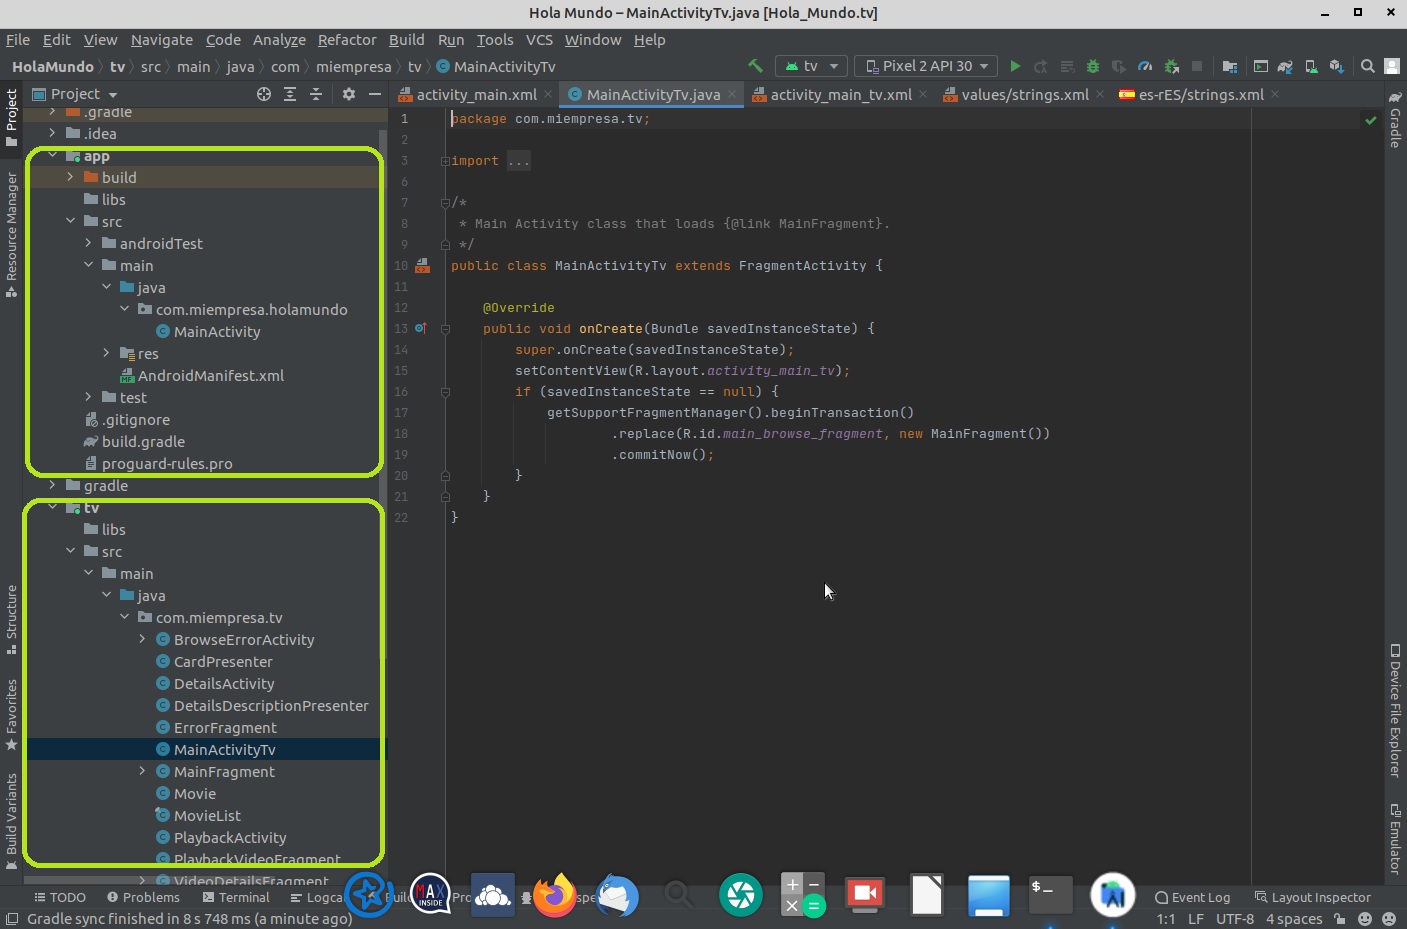 Hola Mundo – MainActivityTv.java [Hola_Mundo.tv]
File Edit View Navigate Code Analyze Refactor Build Run Tools VCS Window Help
HolaMundo tv src main java com miempresa tv MainActivityTv
tv Pixel 2 API 30
Project
activity_main.xml MainActivityTv.java activity_main_tv.xml values/strings.xml es-rES/strings.xml
Project
Resource Manager
Structure
Favorites
Build Variants
.gradle
.idea
app
build
libs
src
androidTest
main
java
com.miempresa.holamundo
MainActivity
res
AndroidManifest.xml
test
.gitignore
build.gradle
proguard-rules.pro
gradle
tv
libs
src
main
java
com.miempresa.tv
BrowseErrorActivity
CardPresenter
DetailsActivity
DetailsDescriptionPresenter
ErrorFragment
MainActivityTv
MainFragment
Movie
MovieList
PlaybackActivity
PlaybackVideoFragment
VideoDetailsFragment
1 package com.miempresa.tv;
2
3 import ...
6
7 /*
8 * Main Activity class that loads {@link MainFragment}.
9 */
10 public class MainActivityTv extends FragmentActivity {
11
12 @Override
13 public void onCreate(Bundle savedInstanceState) {
14 super.onCreate(savedInstanceState);
15 setContentView(R.layout.activity_main_tv);
16 if (savedInstanceState == null) {
17 getSupportFragmentManager().beginTransaction()
18 .replace(R.id.main_browse_fragment, new MainFragment())
19 .commitNow();
20 }
21 }
22 }
Gradle
Device File Explorer
Emulator
MAX
INSIDE
$-
TODO Problems Terminal Event Log Layout Inspector
Gradle sync finished in 8 s 748 ms (a minute ago)
1:1 LF UTF-8 4 spaces